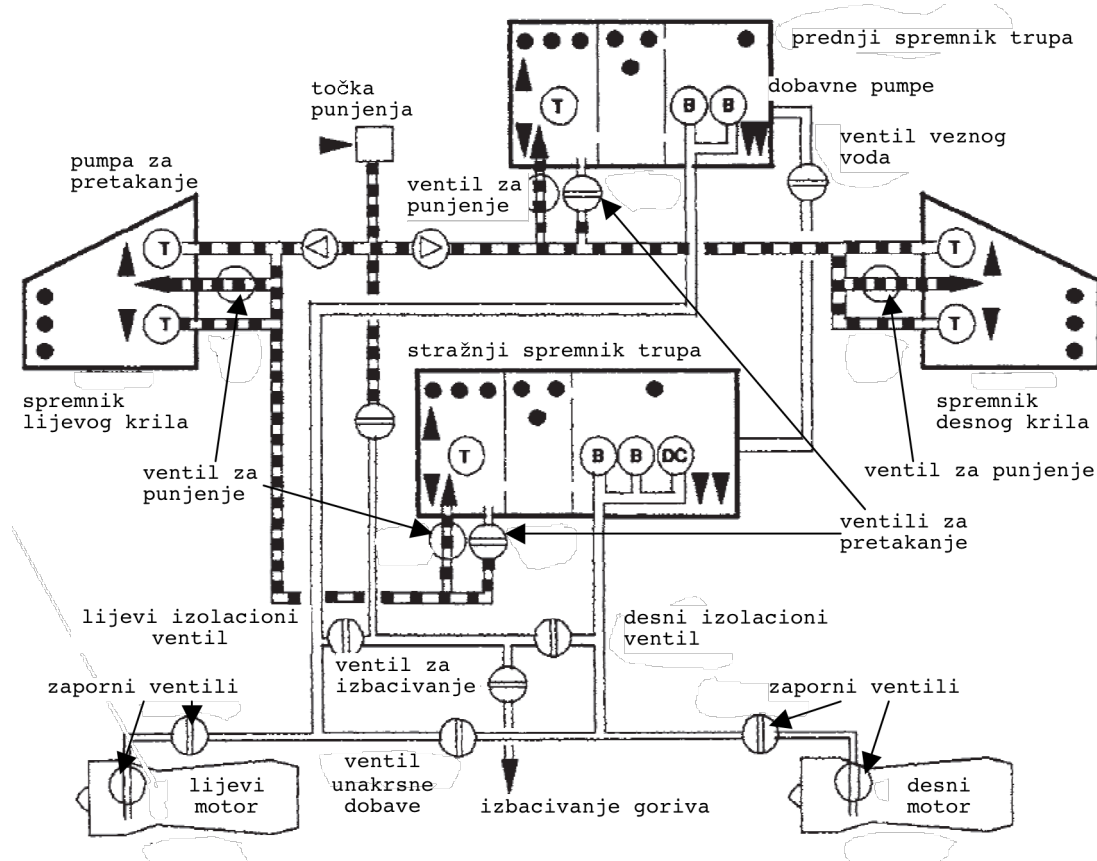 prednji spremnik trupa
T
B
B
dobavne pumpe
točka
punjenja
ventil veznog
voda
pumpa za
pretakanje
ventil za
punjenje
T
T
T
T
stražnji spremnik trupa
spremnik
lijevog krila
spremnik
desnog krila
T
B
B
DC
ventil za
punjenje
ventil za punjenje
ventili za
pretakanje
lijevi izolacioni
ventil
desni izolacioni
ventil
ventil za
izbacivanje
zaporni ventili
zaporni ventili
ventil
unakrsne
dobave
lijevi
motor
izbacivanje goriva
desni
motor